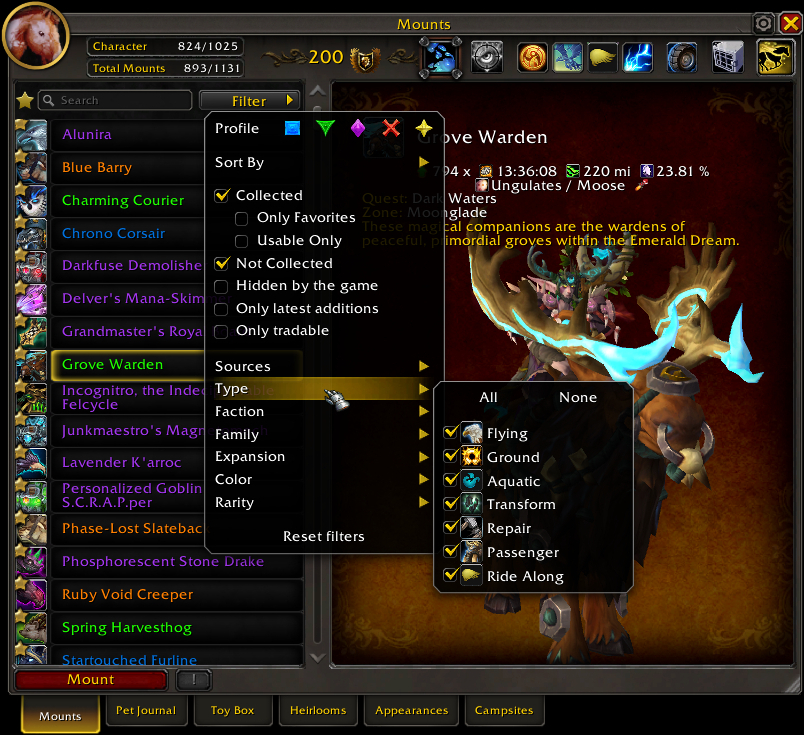 Mounts
Character 824/1025
Total Mounts 893/1131
200
Search
Filter
Alunira
Blue Barry
Charming Courier
Chrono Corsair
Darkfuse Demolishe
Delver's Mana-Skim
Grandmaster's Roya
Grove Warden
Incognitro, the Inde
Felcycle
Junkmaestro's Magn
Lavender K'arroc
Personalized Goblin
S.C.R.A.P.per
Phase-Lost Slatebac
Phosphorescent Stone Drake
Ruby Void Creeper
Spring Harvesthog
Startouched Furline
Profile
Sort By
Collected
Only Favorites
Usable Only
Not Collected
Hidden by the game
Only latest additions
Only tradable
Sources
Type
Faction
Family
Expansion
Color
Rarity
Reset filters
All None
Flying
Ground
Aquatic
Transform
Repair
Passenger
Ride Along
Grove Warden
794 x 13:36:08 220 mi 23.81 %
Ungulates / Moose
Quest: Dark Waters
Zone: Moonglade
These magical companions are the wardens of
peaceful, primordial groves within the Emerald Dream.
Mount
!
Mounts
Pet Journal
Toy Box
Heirlooms
Appearances
Campsites